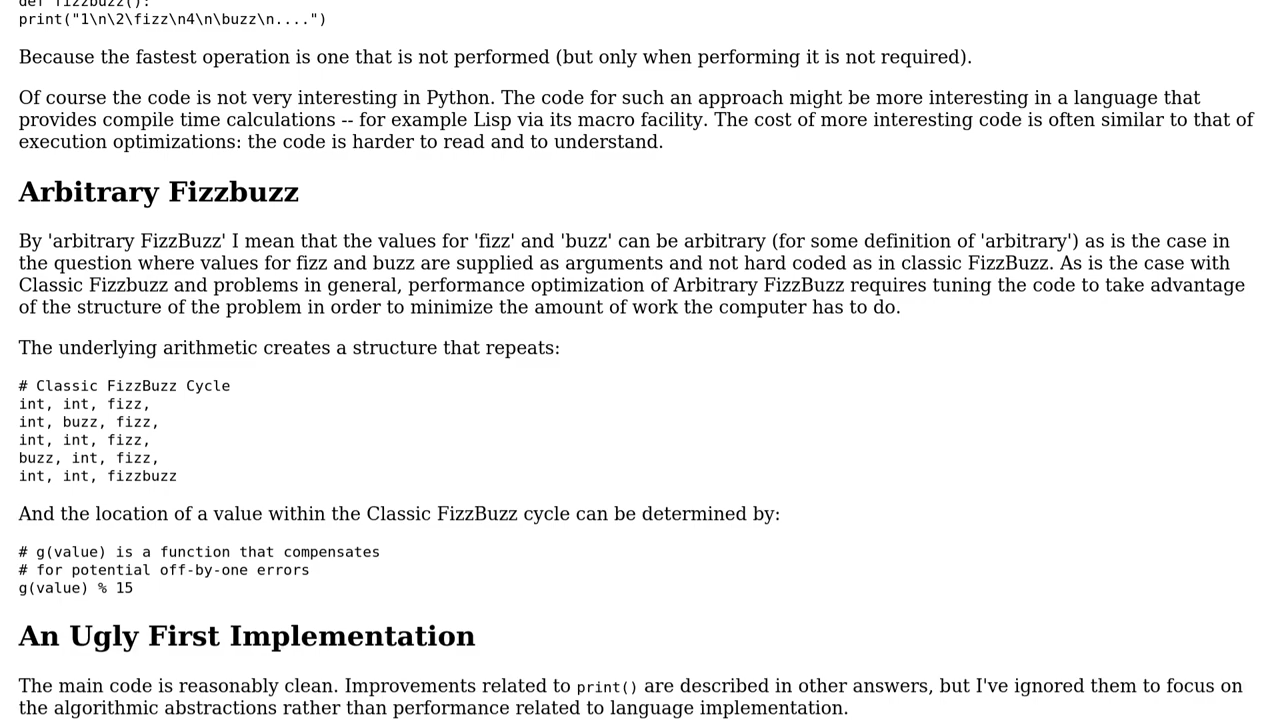 def fizzbuzz():
print("1\n\2\fizz\n4\n\buzz\n....")
Because the fastest operation is one that is not performed (but only when performing it is not required).
Of course the code is not very interesting in Python. The code for such an approach might be more interesting in a language that
provides compile time calculations -- for example Lisp via its macro facility. The cost of more interesting code is often similar to that of
execution optimizations: the code is harder to read and to understand.
Arbitrary Fizzbuzz
By 'arbitrary FizzBuzz' I mean that the values for 'fizz' and 'buzz' can be arbitrary (for some definition of 'arbitrary') as is the case in
the question where values for fizz and buzz are supplied as arguments and not hard coded as in classic FizzBuzz. As is the case with
Classic Fizzbuzz and problems in general, performance optimization of Arbitrary FizzBuzz requires tuning the code to take advantage
of the structure of the problem in order to minimize the amount of work the computer has to do.
The underlying arithmetic creates a structure that repeats:
# Classic FizzBuzz Cycle
int, int, fizz,
int, buzz, fizz,
int, int, fizz,
buzz, int, fizz,
int, int, fizzbuzz
And the location of a value within the Classic FizzBuzz cycle can be determined by:
# g(value) is a function that compensates
# for potential off-by-one errors
g(value) % 15
An Ugly First Implementation
The main code is reasonably clean. Improvements related to print() are described in other answers, but I've ignored them to focus on
the algorithmic abstractions rather than performance related to language implementation.